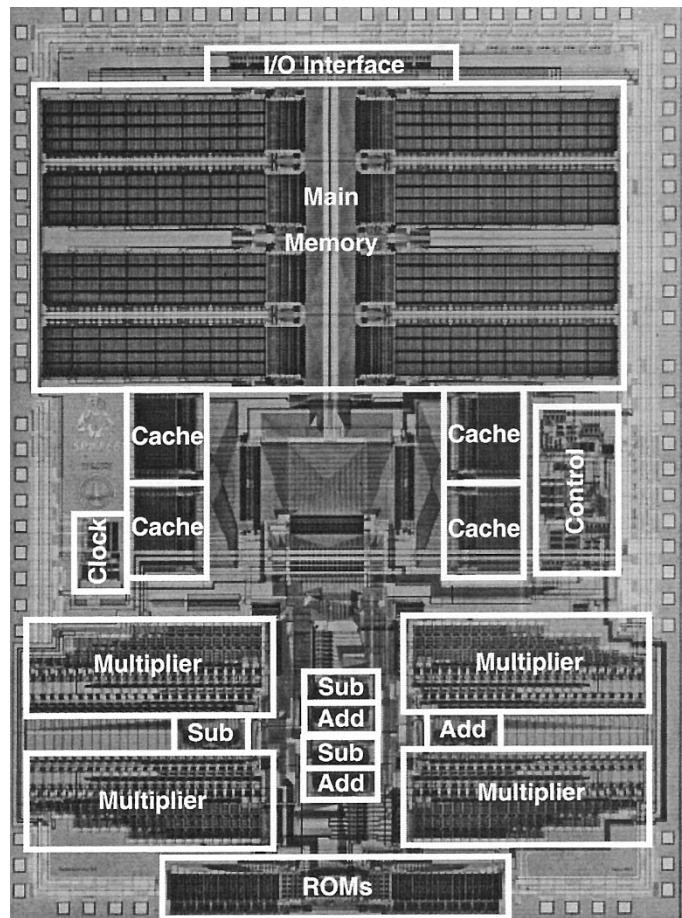 I/O Interface
Main
Memory
Cache
Cache
Cache
Cache
Clock
Control
Multiplier
Multiplier
Sub
Add
Sub
Add
Sub
Add
Multiplier
Multiplier
ROMs